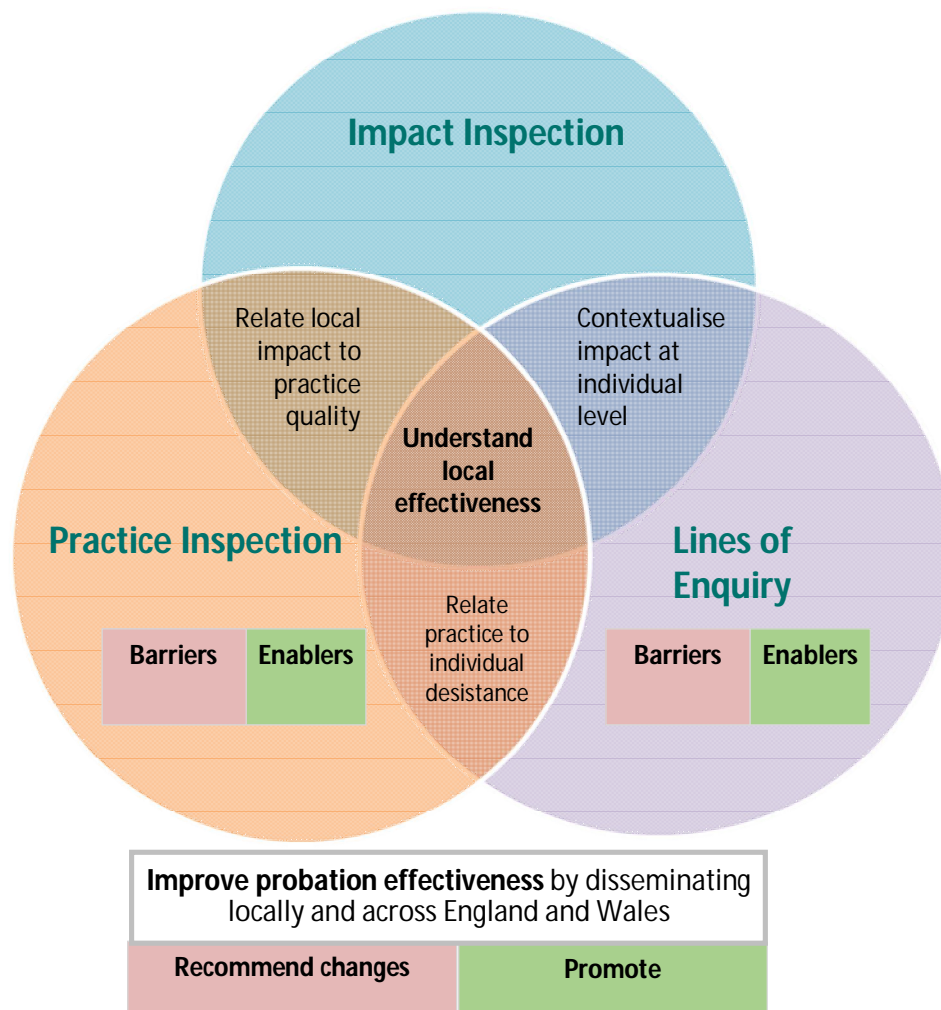 Impact Inspection
Relate local
impact to
practice
quality
Contextualise
impact at
individual
level
Understand
local
effectiveness
Practice Inspection
Lines of
Enquiry
Relate
practice to
individual
desistance
Barriers
Enablers
Barriers
Enablers
Improve probation effectiveness by disseminating
locally and across England and Wales
Recommend changes
Promote